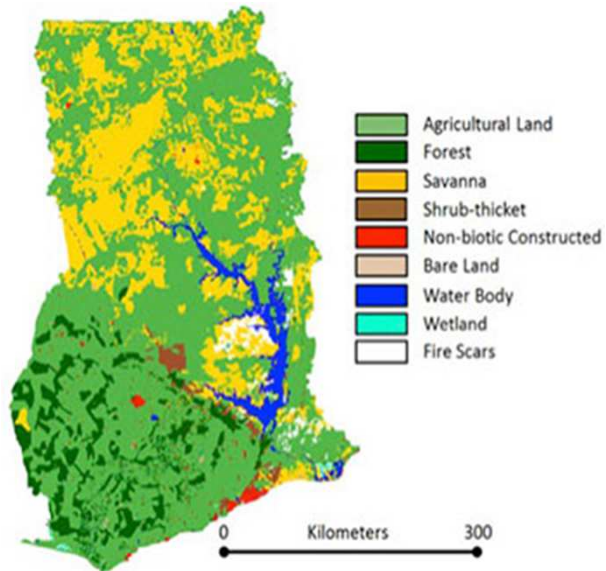 Agricultural Land
Forest
Savanna
Shrub-thicket
Non-biotic Constructed
Bare Land
Water Body
Wetland
Fire Scars
0 Kilometers 300